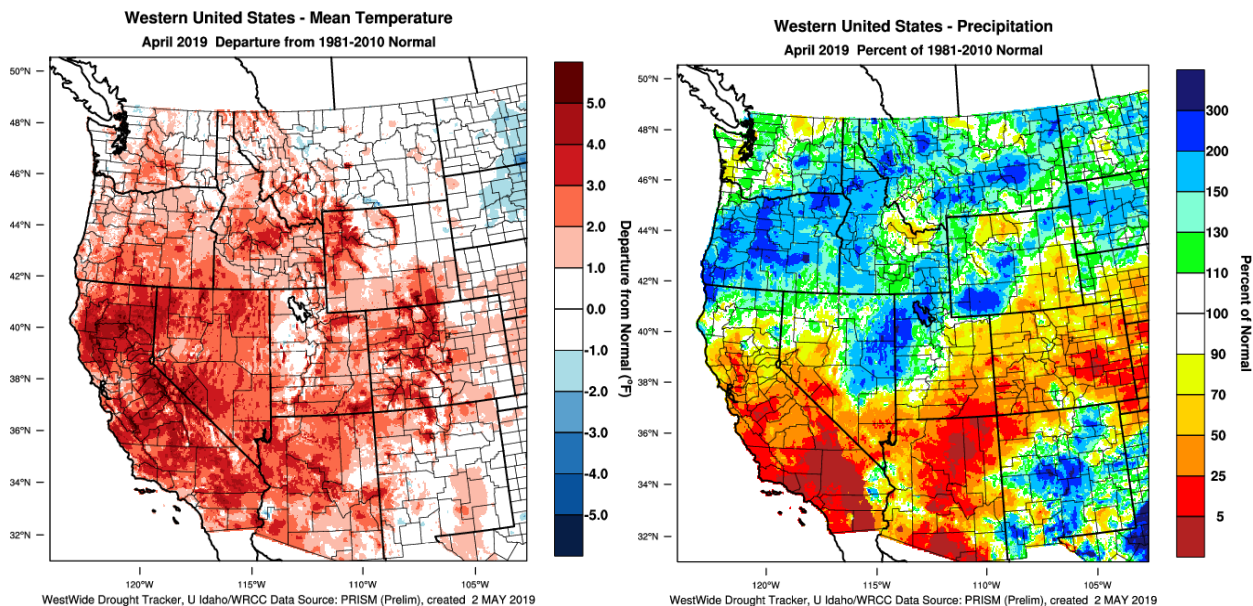 Western United States - Mean Temperature
April 2019 Departure from 1981-2010 Normal
50°N
48°N
46°N
44°N
42°N
40°N
38°N
36°N
34°N
32°N
120°W
115°W
110°W
105°W
5.0
4.0
3.0
2.0
1.0
0.0
-1.0
-2.0
-3.0
-4.0
-5.0
Departure from Normal (°F)
WestWide Drought Tracker, U Idaho/WRCC Data Source: PRISM (Prelim), created 2 MAY 2019
Western United States - Precipitation
April 2019 Percent of 1981-2010 Normal
50°N
48°N
46°N
44°N
42°N
40°N
38°N
36°N
34°N
32°N
120°W
115°W
110°W
105°W
300
200
150
130
110
100
90
70
50
25
5
Percent of Normal
WestWide Drought Tracker, U Idaho/WRCC Data Source: PRISM (Prelim), created 2 MAY 2019